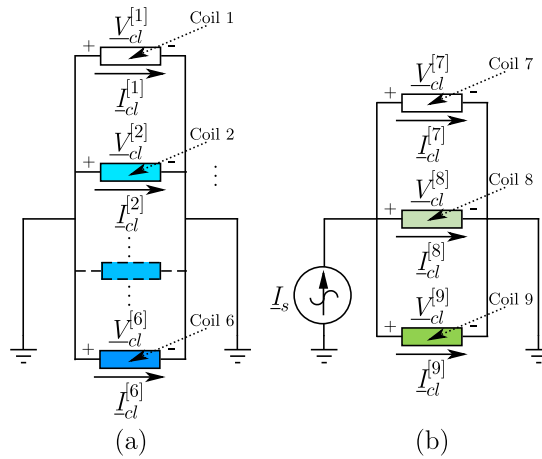 V_cl^[1] Coil 1
+ -
I_cl^[1]
V_cl^[2] Coil 2
+ -
I_cl^[2]
V_cl^[6] Coil 6
+ -
I_cl^[6]
(a)
V_cl^[7] Coil 7
+ -
I_cl^[7]
V_cl^[8] Coil 8
+ -
I_cl^[8]
I_s
V_cl^[9] Coil 9
+ -
I_cl^[9]
(b)